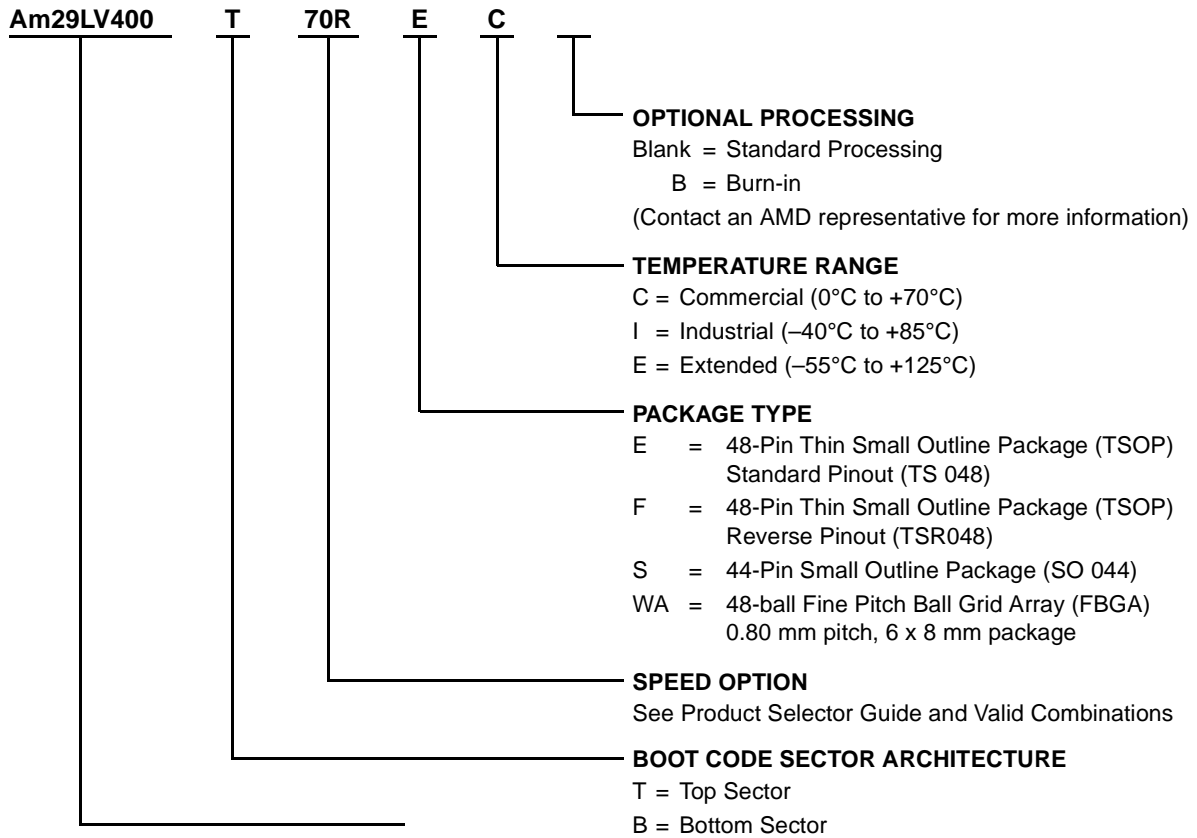 Am29LV400 T 70R E C
OPTIONAL PROCESSING
Blank = Standard Processing
B = Burn-in
(Contact an AMD representative for more information)
TEMPERATURE RANGE
C = Commercial (0°C to +70°C)
I = Industrial (–40°C to +85°C)
E = Extended (–55°C to +125°C)
PACKAGE TYPE
E = 48-Pin Thin Small Outline Package (TSOP)
Standard Pinout (TS 048)
F = 48-Pin Thin Small Outline Package (TSOP)
Reverse Pinout (TSR048)
S = 44-Pin Small Outline Package (SO 044)
WA = 48-ball Fine Pitch Ball Grid Array (FBGA)
0.80 mm pitch, 6 x 8 mm package
SPEED OPTION
See Product Selector Guide and Valid Combinations
BOOT CODE SECTOR ARCHITECTURE
T = Top Sector
B = Bottom Sector